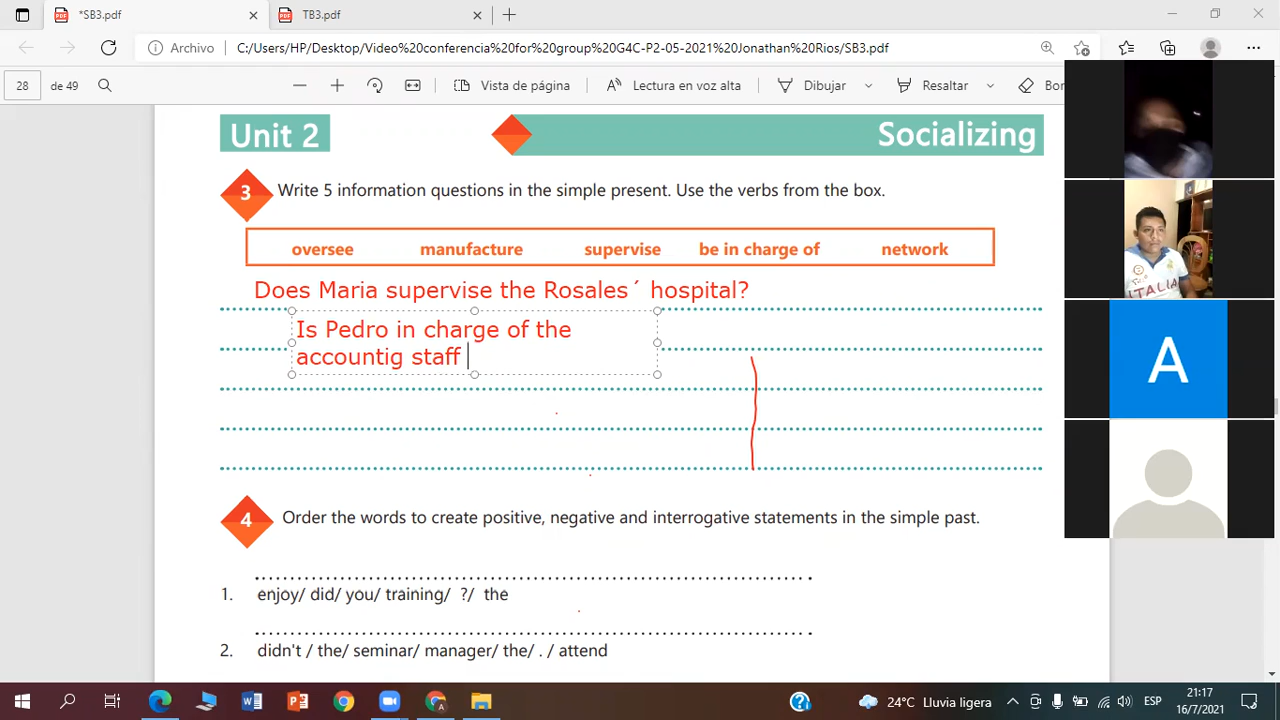 *SB3.pdf
TB3.pdf
Archivo
C:/Users/HP/Desktop/Video%20conferencia%20for%20group%20G4C-P2-05-2021%20Jonathan%20Rios/SB3.pdf
28 de 49
Vista de página
Lectura en voz alta
Dibujar
Resaltar
Bor
Unit 2
Socializing
3 Write 5 information questions in the simple present. Use the verbs from the box.
oversee manufacture supervise be in charge of network
Does Maria supervise the Rosales´ hospital?
Is Pedro in charge of the
accountig staff
4 Order the words to create positive, negative and interrogative statements in the simple past.
1. enjoy/ did/ you/ training/ ?/ the
2. didn't / the/ seminar/ manager/ the/ . / attend
ITALIA
A
24°C Lluvia ligera
ESP
21:17
16/7/2021